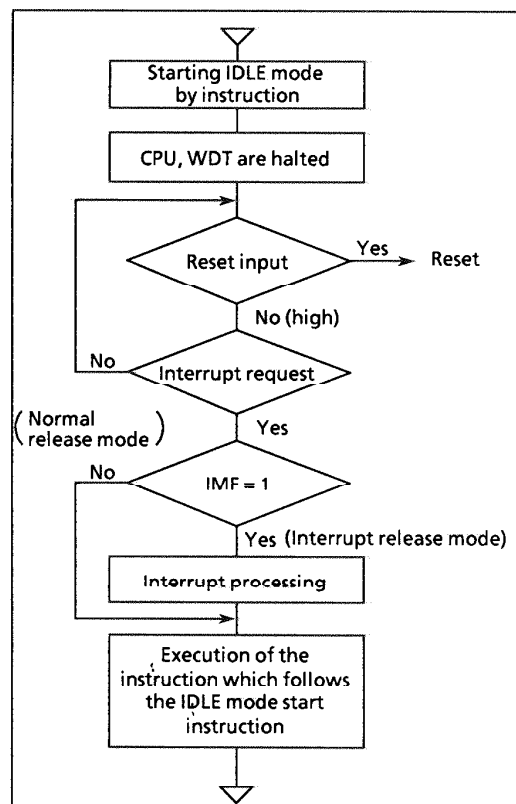 Starting IDLE mode
by instruction
CPU, WDT are halted
Reset input
Yes
Reset
No (high)
No
Interrupt request
(Normal
release mode)
Yes
No
IMF = 1
Yes (Interrupt release mode)
Interrupt processing
Execution of the
instruction which follows
the IDLE mode start
instruction